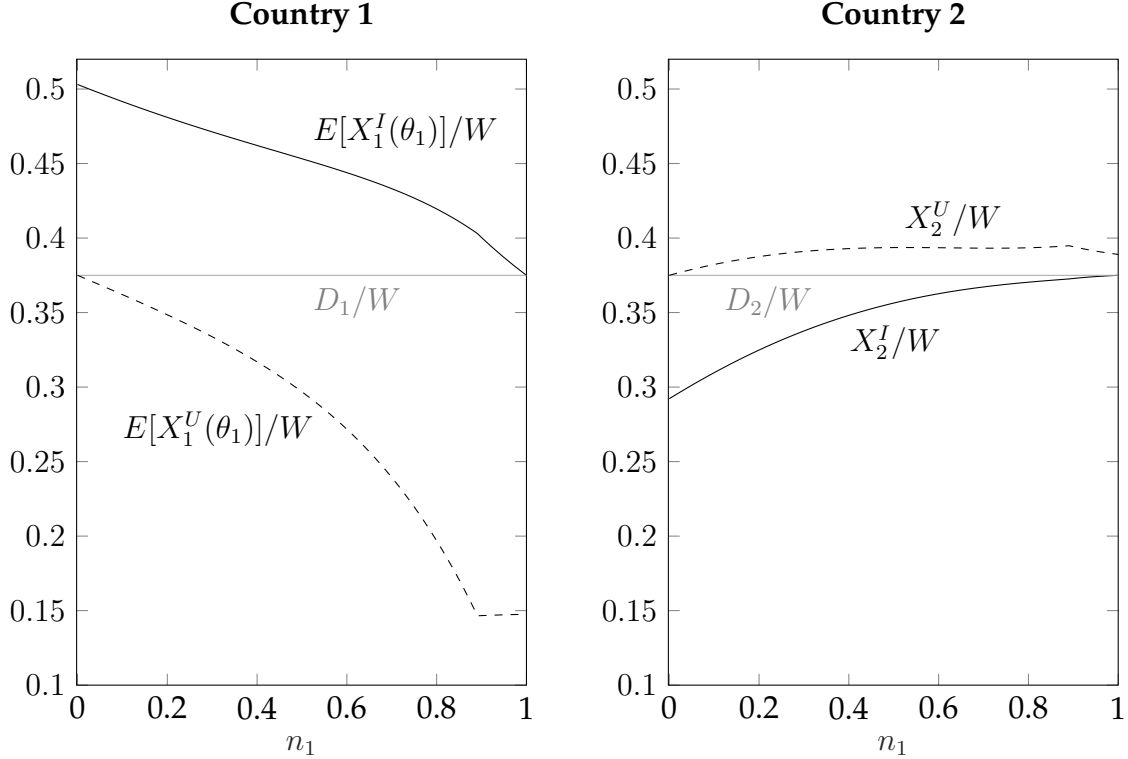 Country 1
0.5
0.45
0.4
0.35
0.3
0.25
0.2
0.15
0.1
E[X_1^I(θ_1)]/W
D_1/W
E[X_1^U(θ_1)]/W
0 0.2 0.4 0.6 0.8 1
n_1
Country 2
0.5
0.45
0.4
0.35
0.3
0.25
0.2
0.15
0.1
X_2^U/W
D_2/W
X_2^I/W
0 0.2 0.4 0.6 0.8 1
n_1